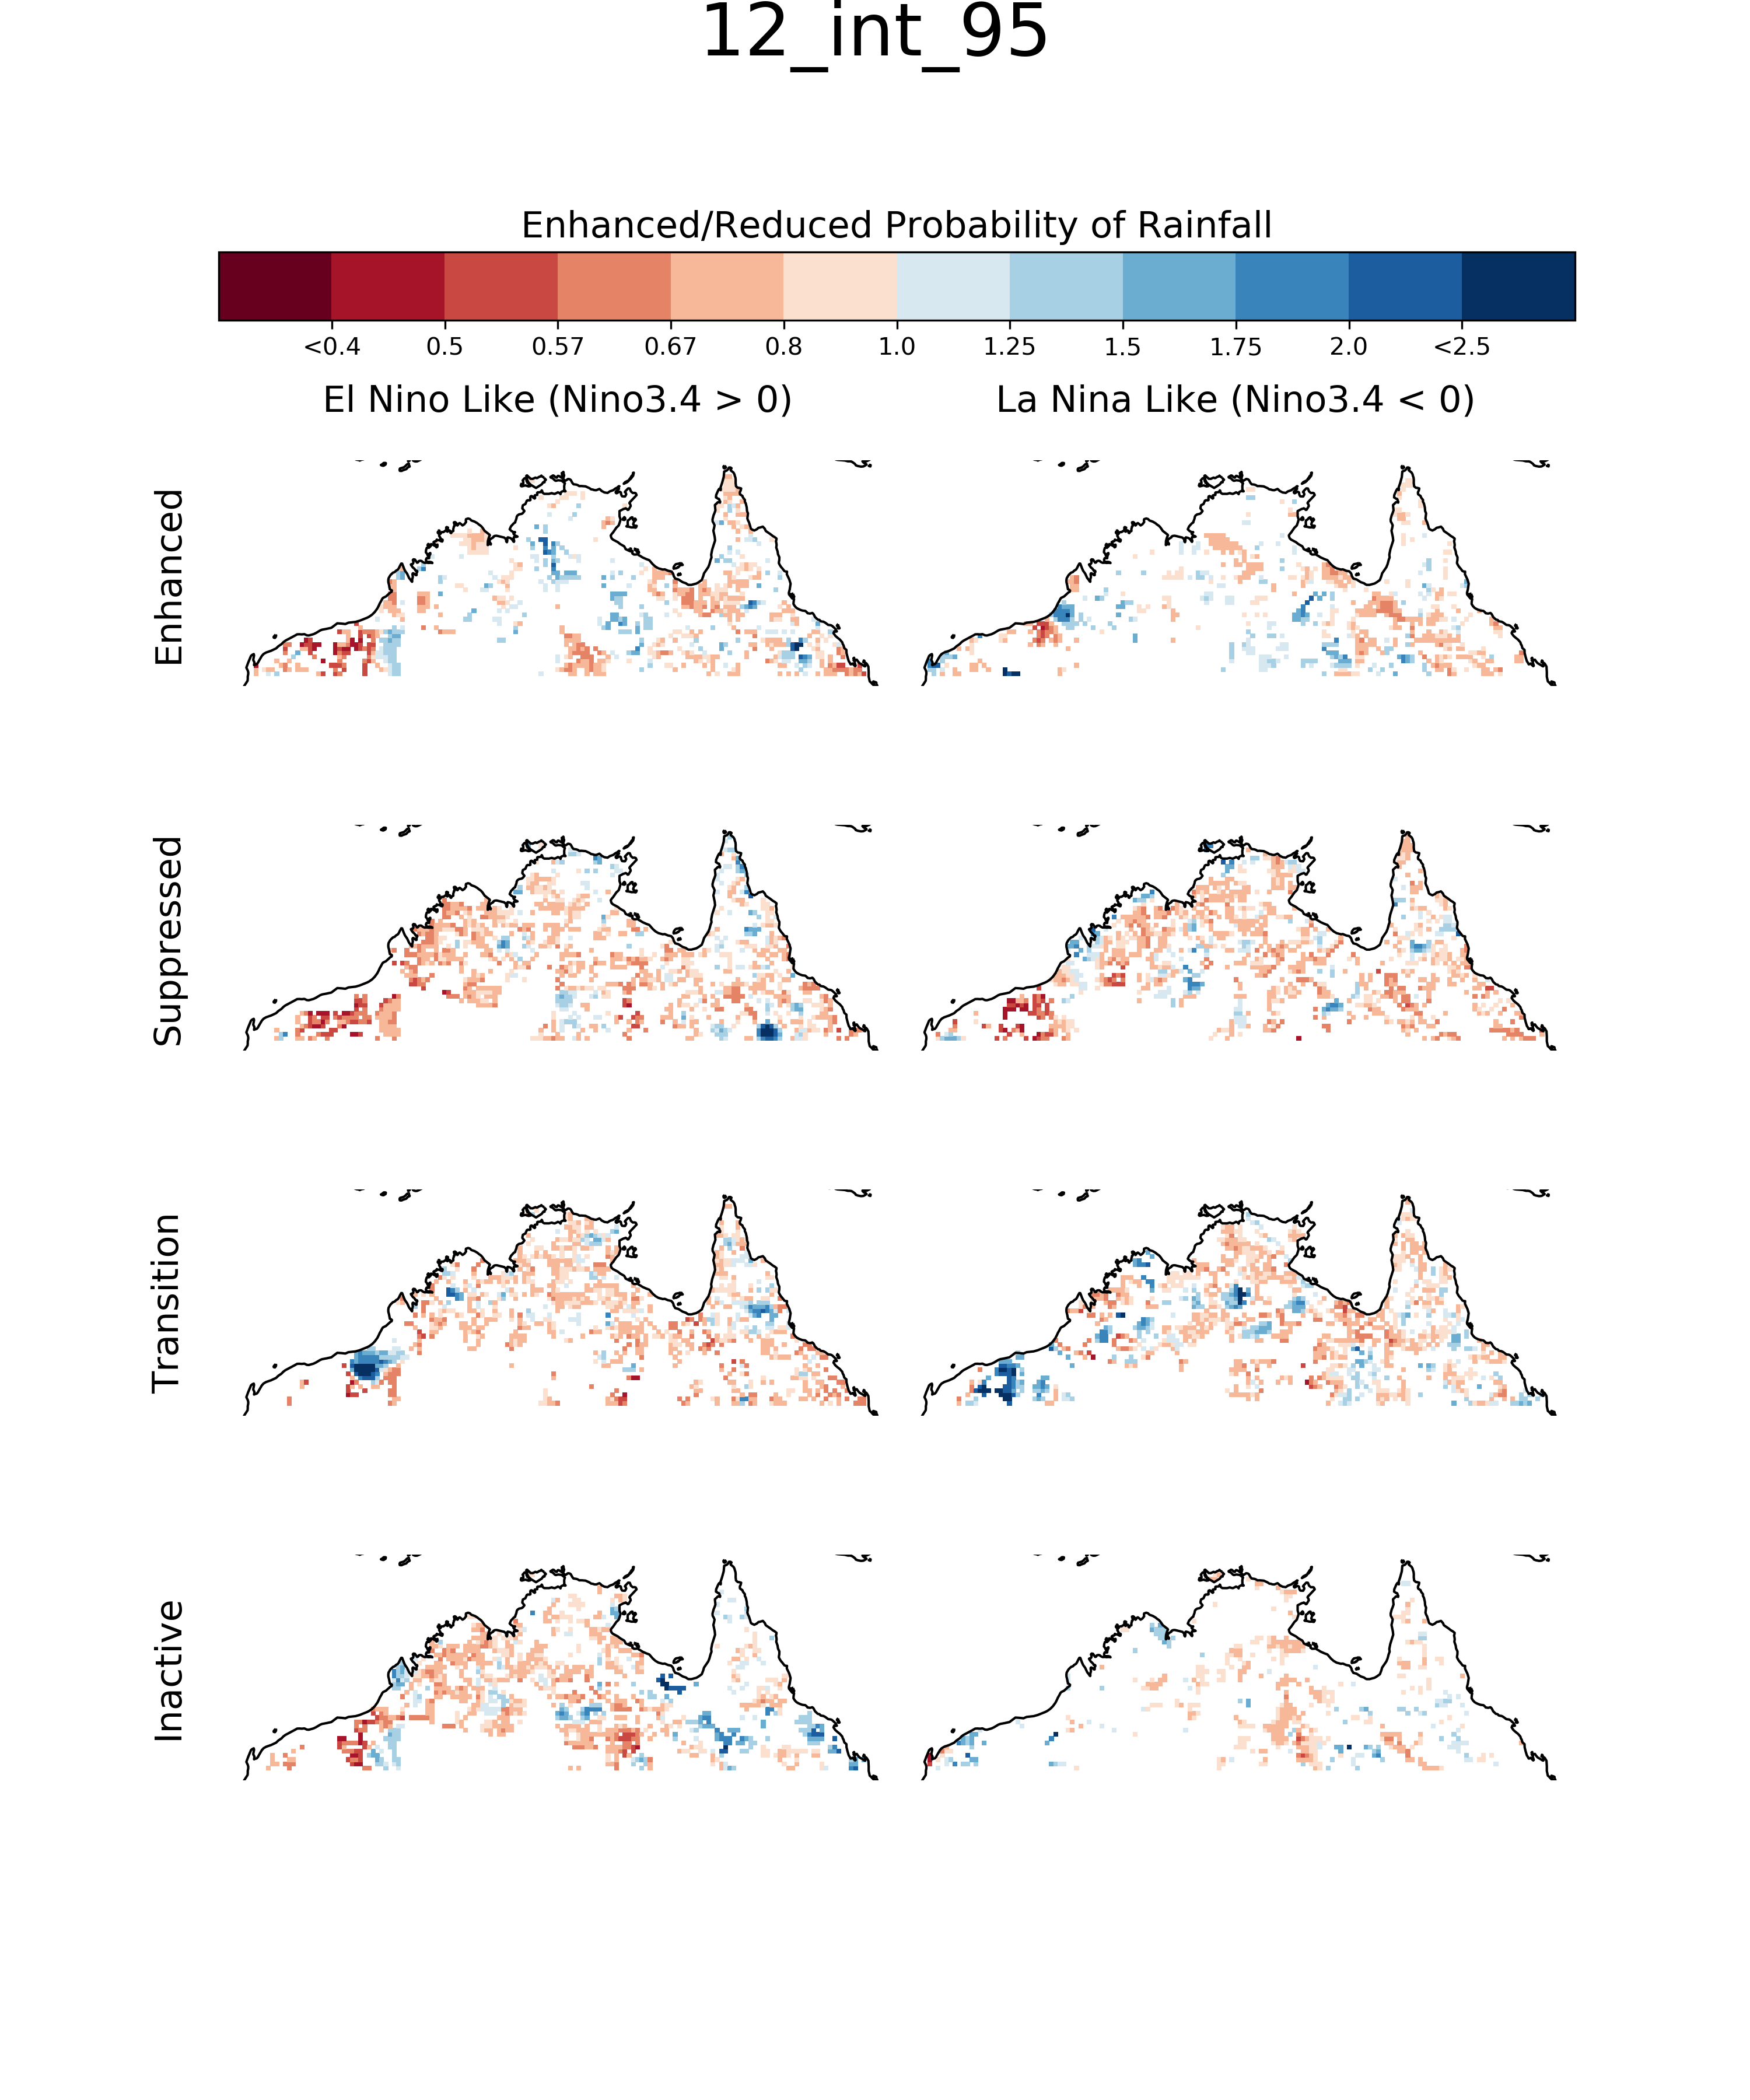 12_int_95
Enhanced/Reduced Probability of Rainfall
<0.4 0.5 0.57 0.67 0.8 1.0 1.25 1.5 1.75 2.0 <2.5
El Nino Like (Nino3.4 > 0) La Nina Like (Nino3.4 < 0)
Enhanced
Suppressed
Transition
Inactive